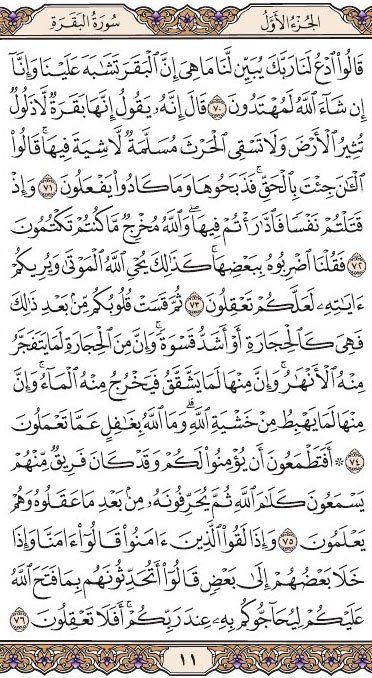 الجزء الأول
سورة البقرة
قَالُوا۟ ٱدْعُ لَنَا رَبَّكَ يُبَيِّن لَّنَا مَا هِىَ إِنَّ ٱلْبَقَرَ تَشَـٰبَهَ عَلَيْنَا وَإِنَّآ
إِن شَآءَ ٱللَّهُ لَمُهْتَدُونَ ٧٠ قَالَ إِنَّهُۥ يَقُولُ إِنَّهَا بَقَرَةٌ لَّا ذَلُولٌ
تُثِيرُ ٱلْأَرْضَ وَلَا تَسْقِى ٱلْحَرْثَ مُسَلَّمَةٌ لَّا شِيَةَ فِيهَا ۚ قَالُوا۟
ٱلْـَٔـٰنَ جِئْتَ بِٱلْحَقِّ ۚ فَذَبَحُوهَا وَمَا كَادُوا۟ يَفْعَلُونَ ٧١ وَإِذْ
قَتَلْتُمْ نَفْسًا فَٱدَّٰرَْٰٔتُمْ فِيهَا ۖ وَٱللَّهُ مُخْرِجٌ مَّا كُنتُمْ تَكْتُمُونَ
٧٢ فَقُلْنَا ٱضْرِبُوهُ بِبَعْضِهَا ۚ كَذَٰلِكَ يُحْىِ ٱللَّهُ ٱلْمَوْتَىٰ وَيُرِيكُمْ
ءَايَـٰتِهِۦ لَعَلَّكُمْ تَعْقِلُونَ ٧٣ ثُمَّ قَسَتْ قُلُوبُكُم مِّنۢ بَعْدِ ذَٰلِكَ
فَهِىَ كَٱلْحِجَارَةِ أَوْ أَشَدُّ قَسْوَةً ۚ وَإِنَّ مِنَ ٱلْحِجَارَةِ لَمَا يَتَفَجَّرُ
مِنْهُ ٱلْأَنْهَـٰرُ ۚ وَإِنَّ مِنْهَا لَمَا يَشَّقَّقُ فَيَخْرُجُ مِنْهُ ٱلْمَآءُ ۚ وَإِنَّ
مِنْهَا لَمَا يَهْبِطُ مِنْ خَشْيَةِ ٱللَّهِ ۗ وَمَا ٱللَّهُ بِغَـٰفِلٍ عَمَّا تَعْمَلُونَ
٧٤ ۞ أَفَتَطْمَعُونَ أَن يُؤْمِنُوا۟ لَكُمْ وَقَدْ كَانَ فَرِيقٌ مِّنْهُمْ
يَسْمَعُونَ كَلَـٰمَ ٱللَّهِ ثُمَّ يُحَرِّفُونَهُۥ مِنۢ بَعْدِ مَا عَقَلُوهُ وَهُمْ
يَعْلَمُونَ ٧٥ وَإِذَا لَقُوا۟ ٱلَّذِينَ ءَامَنُوا۟ قَالُوٓا۟ ءَامَنَّا وَإِذَا
خَلَا بَعْضُهُمْ إِلَىٰ بَعْضٍ قَالُوٓا۟ أَتُحَدِّثُونَهُم بِمَا فَتَحَ ٱللَّهُ
عَلَيْكُمْ لِيُحَآجُّوكُم بِهِۦ عِندَ رَبِّكُمْ ۚ أَفَلَا تَعْقِلُونَ ٧٦
١١